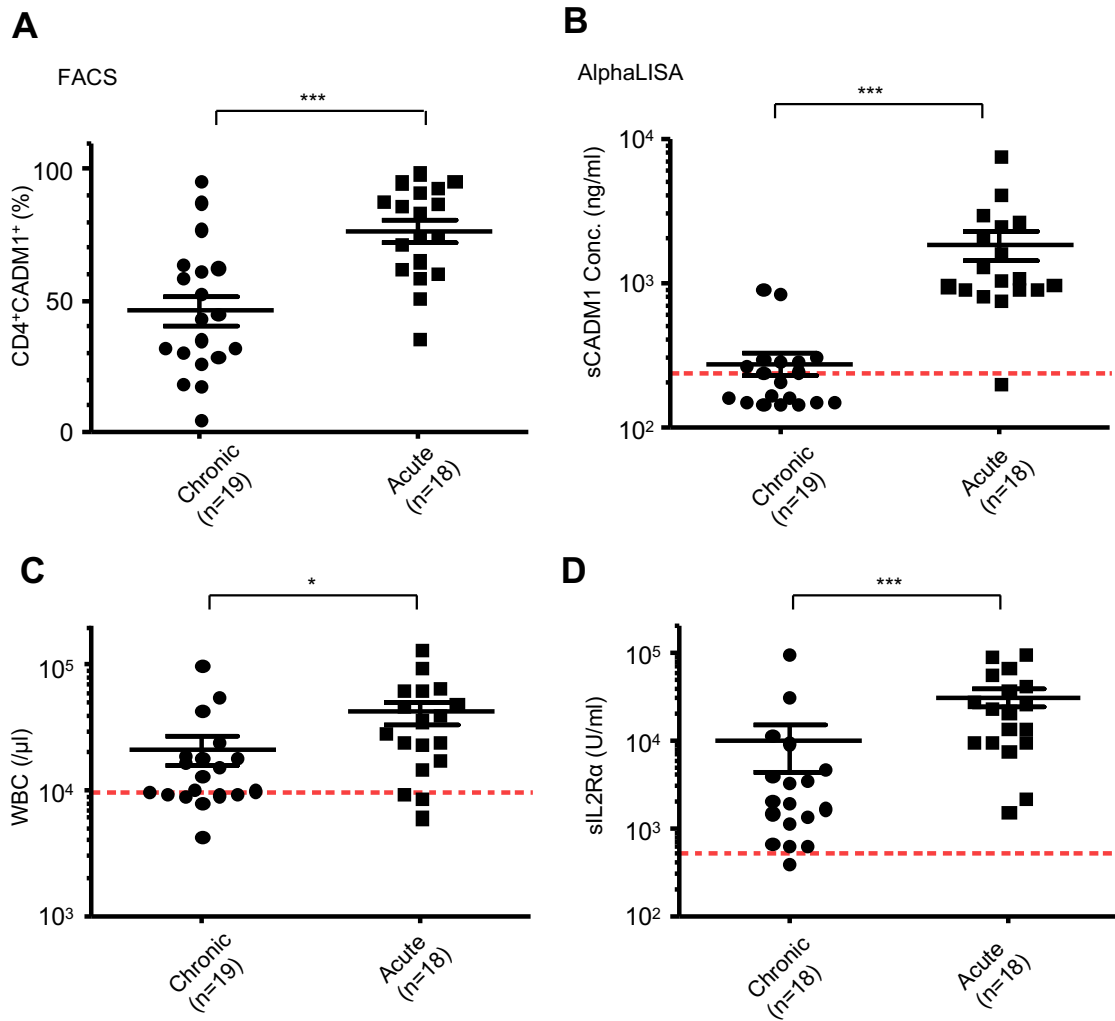 A
FACS
***
CD4⁺CADM1⁺ (%)
100
50
0
Chronic
(n=19)
Acute
(n=18)
B
AlphaLISA
***
sCADM1 Conc. (ng/ml)
10⁴
10³
10²
Chronic
(n=19)
Acute
(n=18)
C
*
WBC (/µl)
10⁵
10⁴
10³
Chronic
(n=19)
Acute
(n=18)
D
***
sIL2Rα (U/ml)
10⁵
10⁴
10³
10²
Chronic
(n=18)
Acute
(n=18)